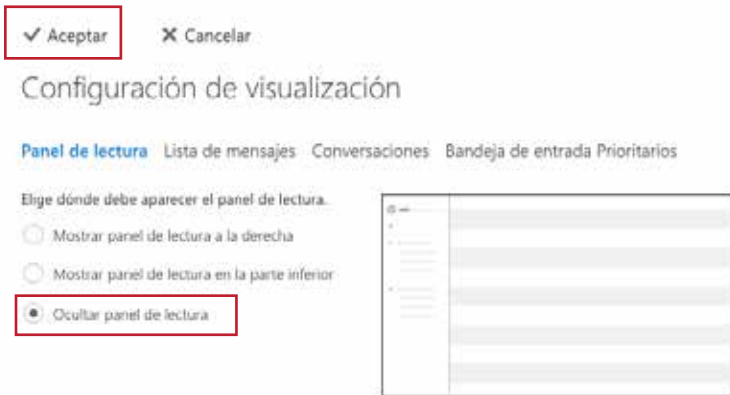 Aceptar Cancelar
Configuración de visualización
Panel de lectura Lista de mensajes Conversaciones Bandeja de entrada Prioritarios
Elige dónde debe aparecer el panel de lectura.
Mostrar panel de lectura a la derecha
Mostrar panel de lectura en la parte inferior
Ocultar panel de lectura